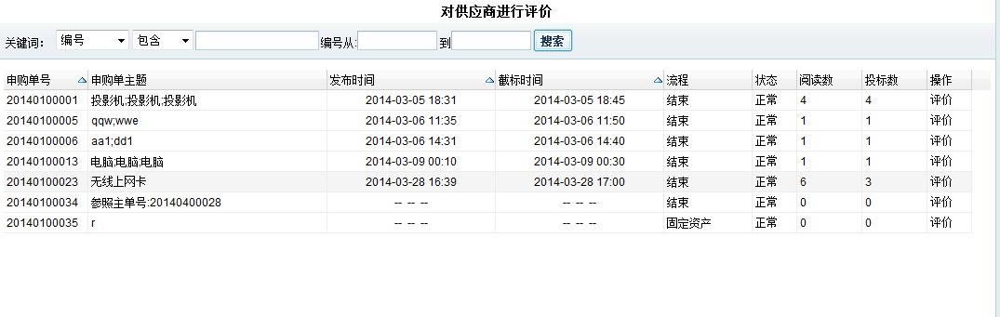 对供应商进行评价
关键词: 编号 包含 编号从: 到 搜索
申购单号 申购单主题 发布时间 截标时间 流程 状态 阅读数 投标数 操作
20140100001 投影机;投影机;投影机 2014-03-05 18:31 2014-03-05 18:45 结束 正常 4 4 评价
20140100005 qqw;wwe 2014-03-06 11:35 2014-03-06 11:50 结束 正常 1 1 评价
20140100006 aa1;dd1 2014-03-06 14:31 2014-03-06 14:40 结束 正常 1 1 评价
20140100013 电脑;电脑;电脑 2014-03-09 00:10 2014-03-09 00:30 结束 正常 1 1 评价
20140100023 无线上网卡 2014-03-28 16:39 2014-03-28 17:00 结束 正常 6 3 评价
20140100034 参照主单号:20140400028 -- -- -- -- -- -- 结束 正常 0 0 评价
20140100035 r -- -- -- -- -- -- 固定资产 正常 0 0 评价